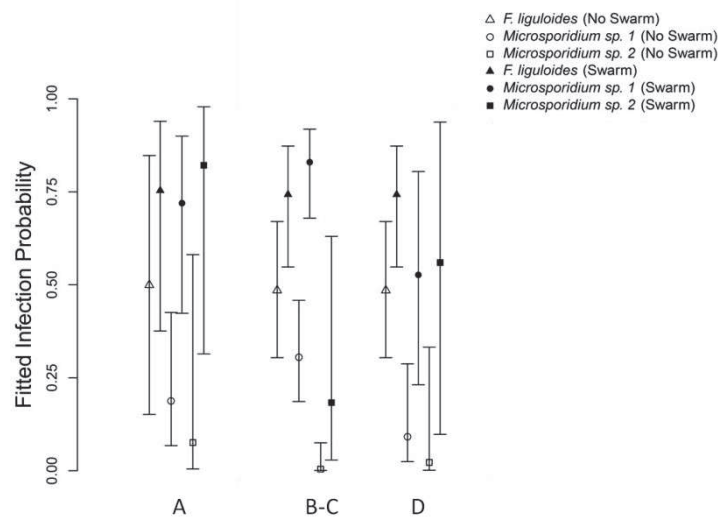 F. liguloides (No Swarm)
Microsporidium sp. 1 (No Swarm)
Microsporidium sp. 2 (No Swarm)
F. liguloides (Swarm)
Microsporidium sp. 1 (Swarm)
Microsporidium sp. 2 (Swarm)
Fitted Infection Probability
1.00
0.75
0.50
0.25
0.00
A B-C D